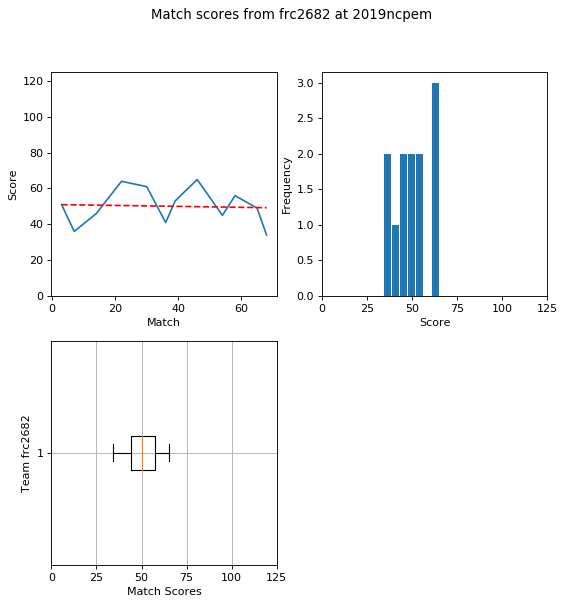 Match scores from frc2682 at 2019ncpem
Score
120
100
80
60
40
20
0
0 20 40 60
Match
Frequency
3.0
2.5
2.0
1.5
1.0
0.5
0.0
0 25 50 75 100 125
Score
Team frc2682
1
0 25 50 75 100 125
Match Scores